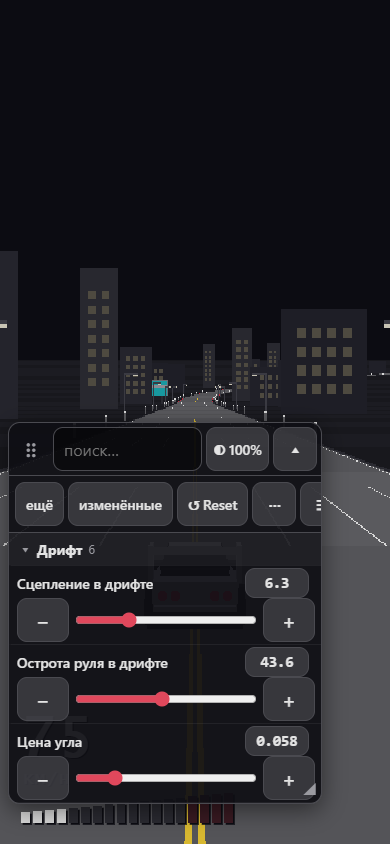 поиск...
100%
ещё
изменённые
Reset
---
Дрифт 6
Сцепление в дрифте 6.3
− +
Острота руля в дрифте 43.6
− +
Цена угла 0.058
− +
75